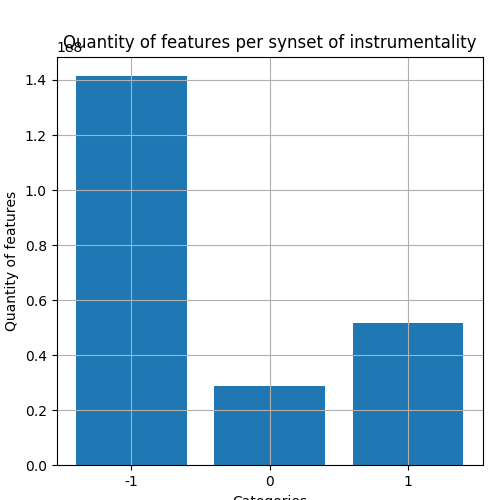 Quantity of features per synset of instrumentality
1e8
1.4
1.2
1.0
0.8
0.6
0.4
0.2
0.0
Quantity of features
-1 0 1
Categories